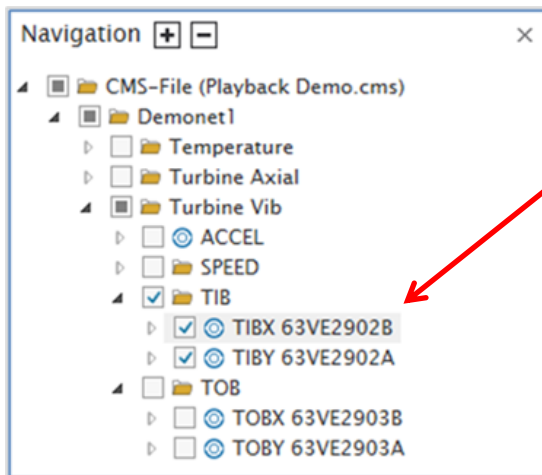 Navigation
CMS-File (Playback Demo.cms)
Demonet1
Temperature
Turbine Axial
Turbine Vib
ACCEL
SPEED
TIB
TIBX 63VE2902B
TIBY 63VE2902A
TOB
TOBX 63VE2903B
TOBY 63VE2903A